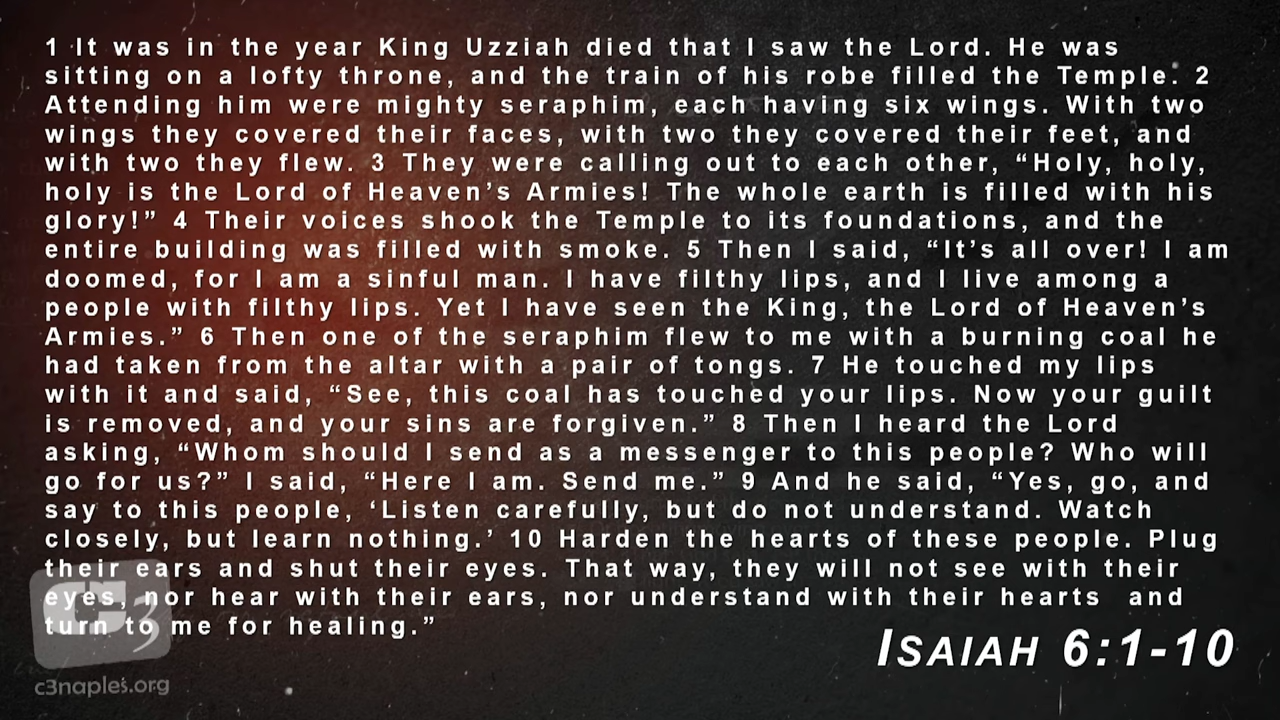 1 It was in the year King Uzziah died that I saw the Lord. He was
sitting on a lofty throne, and the train of his robe filled the Temple. 2
Attending him were mighty seraphim, each having six wings. With two
wings they covered their faces, with two they covered their feet, and
with two they flew. 3 They were calling out to each other, “Holy, holy,
holy is the Lord of Heaven’s Armies! The whole earth is filled with his
glory!” 4 Their voices shook the Temple to its foundations, and the
entire building was filled with smoke. 5 Then I said, “It’s all over! I am
doomed, for I am a sinful man. I have filthy lips, and I live among a
people with filthy lips. Yet I have seen the King, the Lord of Heaven’s
Armies.” 6 Then one of the seraphim flew to me with a burning coal he
had taken from the altar with a pair of tongs. 7 He touched my lips
with it and said, “See, this coal has touched your lips. Now your guilt
is removed, and your sins are forgiven.” 8 Then I heard the Lord
asking, “Whom should I send as a messenger to this people? Who will
go for us?” I said, “Here I am. Send me.” 9 And he said, “Yes, go, and
say to this people, ‘Listen carefully, but do not understand. Watch
closely, but learn nothing.’ 10 Harden the hearts of these people. Plug
their ears and shut their eyes. That way, they will not see with their
eyes, nor hear with their ears, nor understand with their hearts and
turn to me for healing.”
Isaiah 6:1-10
C3
c3naples.org